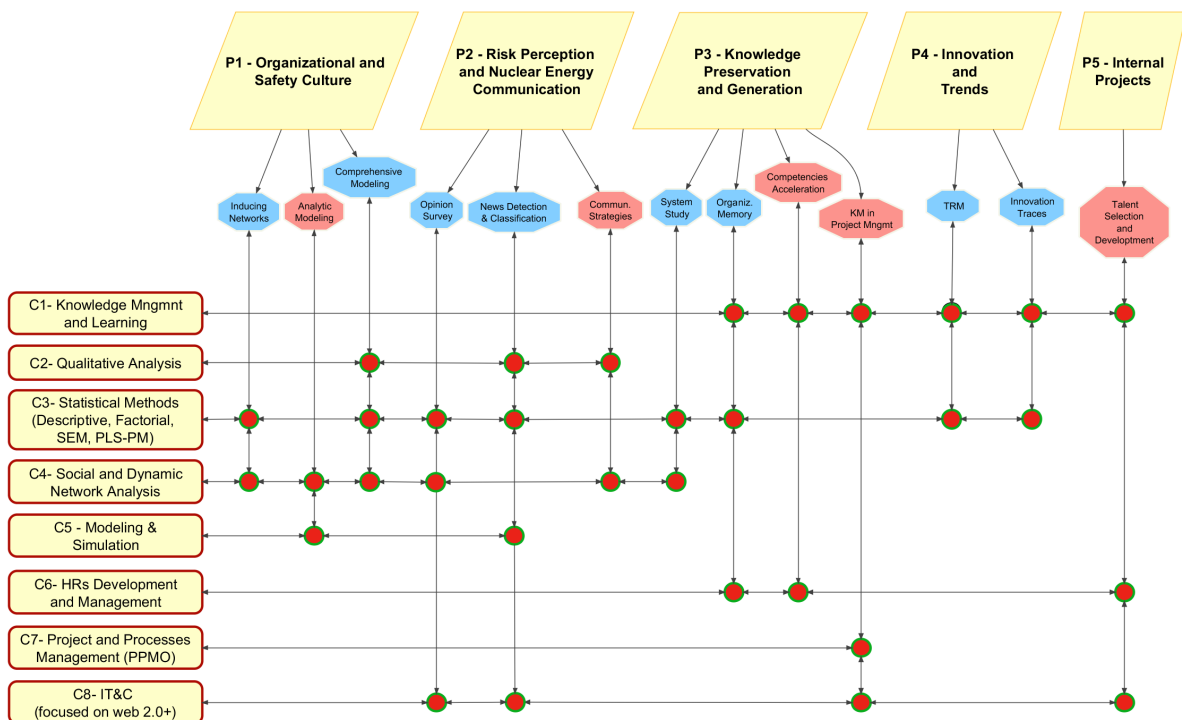 P1 - Organizational and
Safety Culture
P2 - Risk Perception
and Nuclear Energy
Communication
P3 - Knowledge
Preservation
and Generation
P4 - Innovation
and
Trends
P5 - Internal
Projects
Inducing
Networks
Analytic
Modeling
Comprehensive
Modeling
Opinion
Survey
News Detection
& Classification
Commun.
Strategies
System
Study
Organiz.
Memory
Competencies
Acceleration
KM in
Project Mngmt
TRM
Innovation
Traces
Talent
Selection
and
Developtment
C1- Knowledge Mngmnt
and Learning
C2- Qualitative Analysis
C3- Statistical Methods
(Descriptive, Factorial,
SEM, PLS-PM)
C4- Social and Dynamic
Network Analysis
C5 - Modeling &
Simulation
C6- HRs Development
and Management
C7- Project and Processes
Management (PPMO)
C8- IT&C
(focused on web 2.0+)